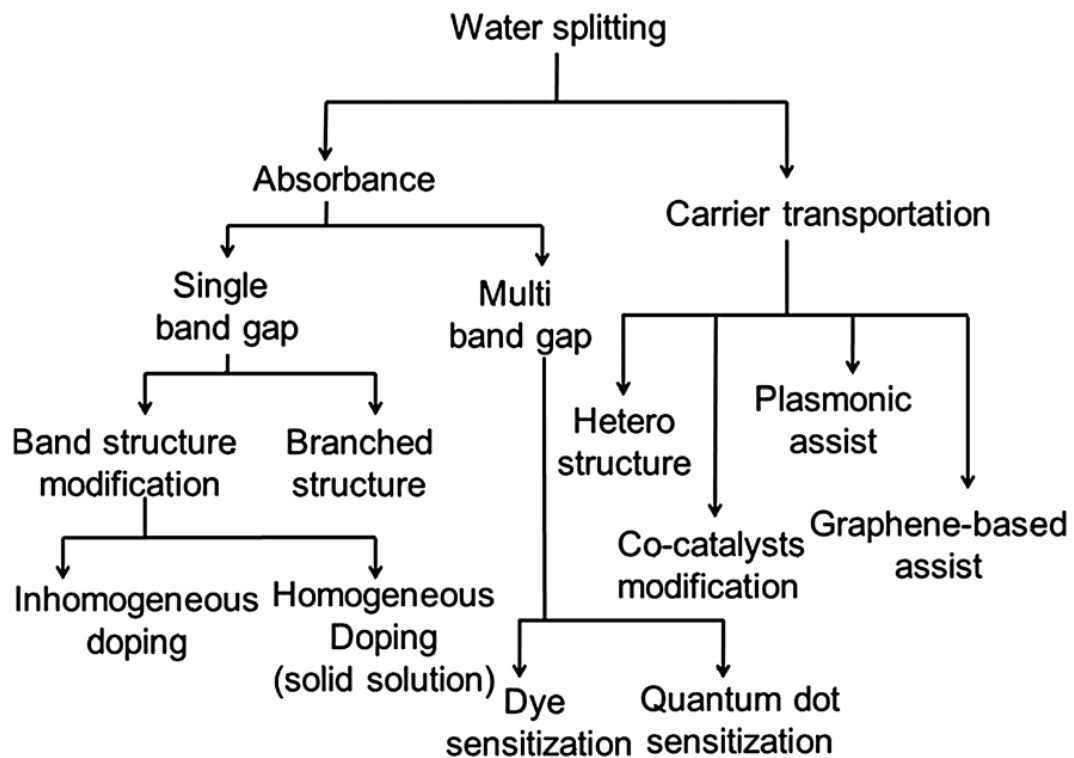 Water splitting
Absorbance
Carrier transportation
Single
band gap
Multi
band gap
Band structure
modification
Branched
structure
Hetero
structure
Plasmonic
assist
Co-catalysts
modification
Graphene-based
assist
Inhomogeneous
doping
Homogeneous
Doping
(solid solution)
Dye
sensitization
Quantum dot
sensitization